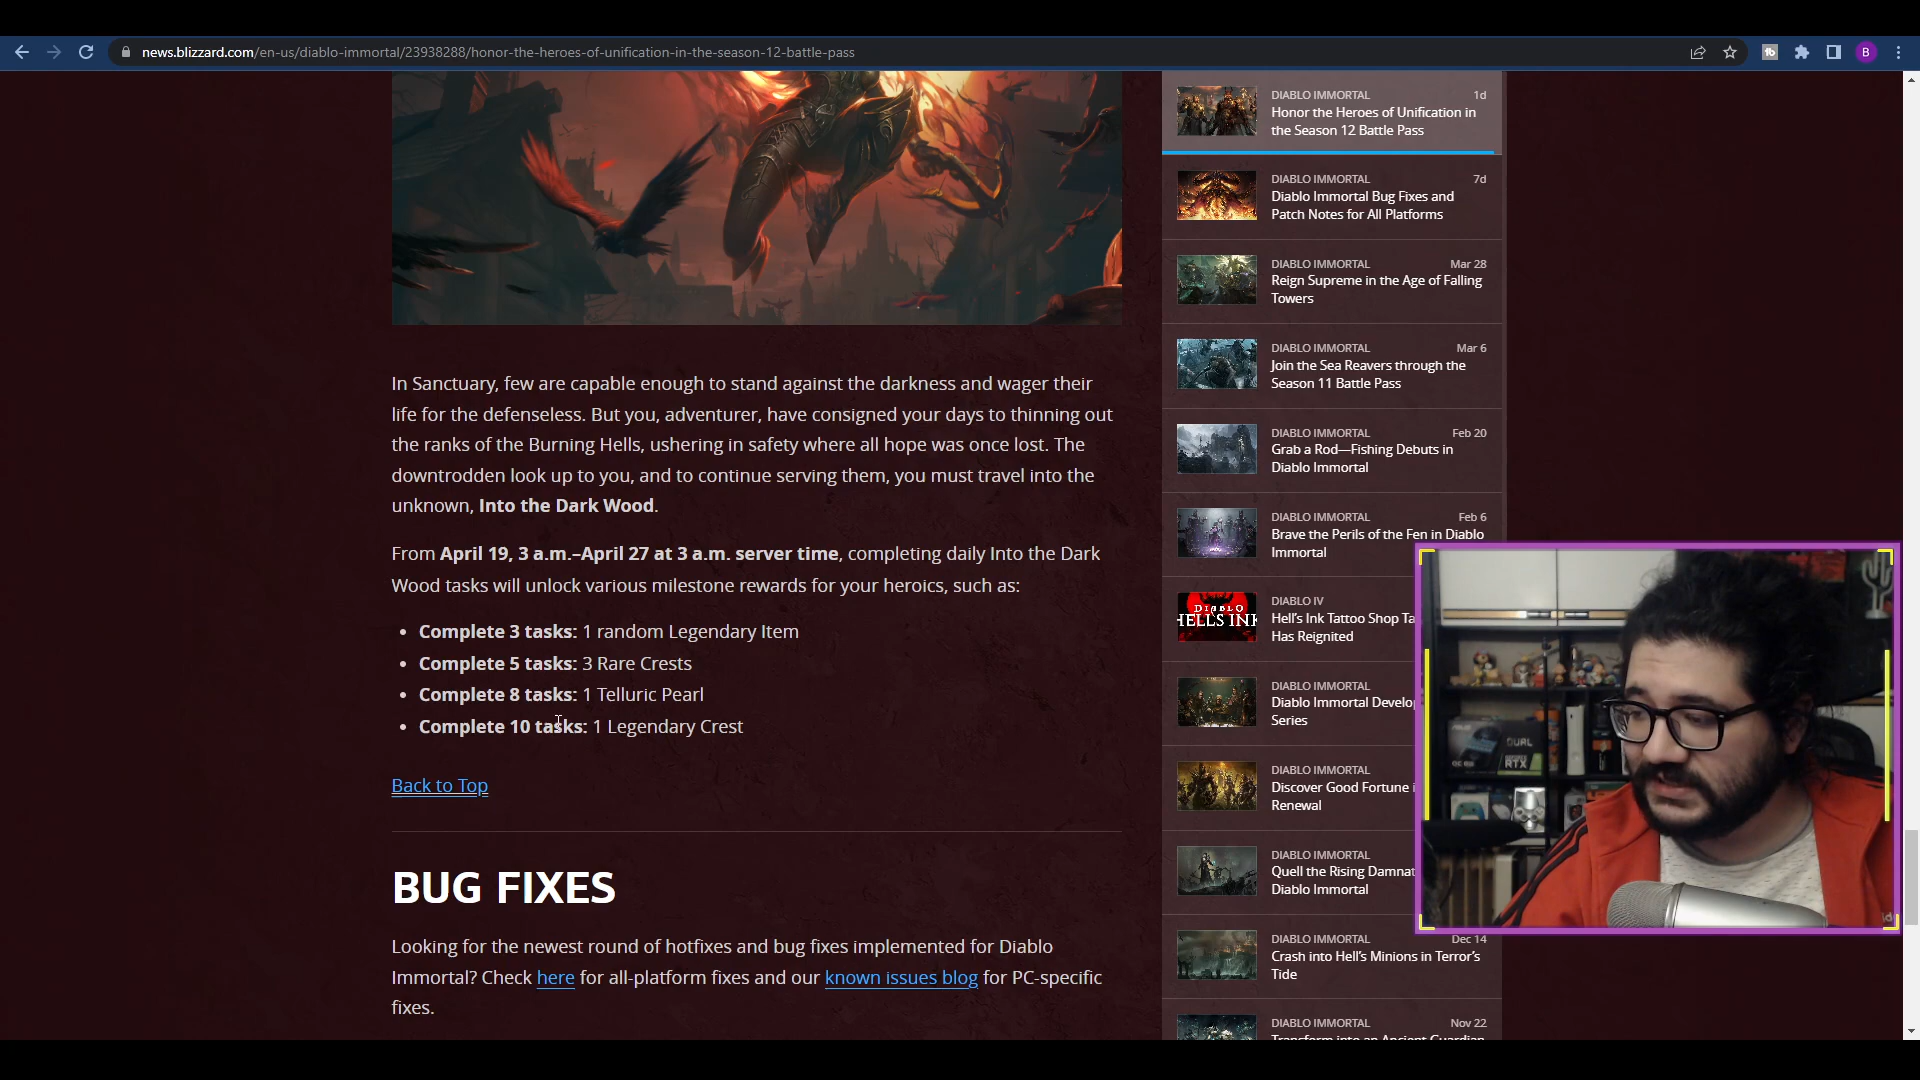 news.blizzard.com/en-us/diablo-immortal/23938288/honor-the-heroes-of-unification-in-the-season-12-battle-pass
B
In Sanctuary, few are capable enough to stand against the darkness and wager their
life for the defenseless. But you, adventurer, have consigned your days to thinning out
the ranks of the Burning Hells, ushering in safety where all hope was once lost. The
downtrodden look up to you, and to continue serving them, you must travel into the
unknown, Into the Dark Wood.
From April 19, 3 a.m.–April 27 at 3 a.m. server time, completing daily Into the Dark
Wood tasks will unlock various milestone rewards for your heroics, such as:
• Complete 3 tasks: 1 random Legendary Item
• Complete 5 tasks: 3 Rare Crests
• Complete 8 tasks: 1 Telluric Pearl
• Complete 10 tasks: 1 Legendary Crest
Back to Top
BUG FIXES
Looking for the newest round of hotfixes and bug fixes implemented for Diablo
Immortal? Check here for all-platform fixes and our known issues blog for PC-specific
fixes.
DIABLO IMMORTAL 1d
Honor the Heroes of Unification in
the Season 12 Battle Pass
DIABLO IMMORTAL 7d
Diablo Immortal Bug Fixes and
Patch Notes for All Platforms
DIABLO IMMORTAL Mar 28
Reign Supreme in the Age of Falling
Towers
DIABLO IMMORTAL Mar 6
Join the Sea Reavers through the
Season 11 Battle Pass
DIABLO IMMORTAL Feb 20
Grab a Rod—Fishing Debuts in
Diablo Immortal
DIABLO IMMORTAL Feb 6
Brave the Perils of the Fen in Diablo
Immortal
DIABLO
HELLS INK
DIABLO IV
Hell's Ink Tattoo Shop Ta
Has Reignited
DIABLO IMMORTAL
Diablo Immortal Develop
Series
DIABLO IMMORTAL
Discover Good Fortune i
Renewal
DIABLO IMMORTAL
Quell the Rising Damnat
Diablo Immortal
DIABLO IMMORTAL Dec 14
Crash into Hell's Minions in Terror's
Tide
DIABLO IMMORTAL Nov 22
Transform into an Ancient Guardian
DUAL
RTX